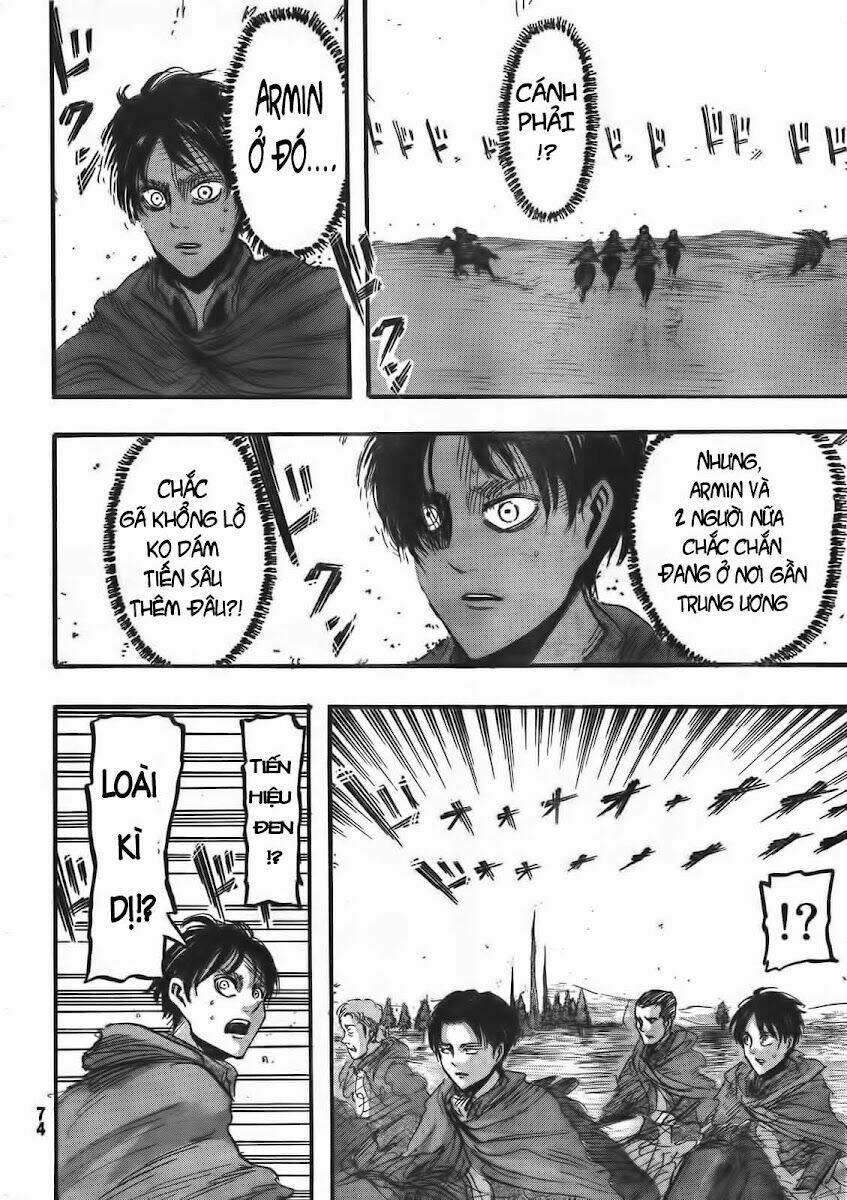 CÁNH
PHẢI
!?
ARMIN
Ở ĐÓ....
NHƯNG,
ARMIN VÀ
2 NGƯỜI NỮA
CHẮC CHẮN
ĐANG Ở NƠI GẦN
TRUNG ƯƠNG
CHẮC
GÃ KHỔNG LỒ
KO DÁM
TIẾN SÂU
THÊM ĐÂU?!
!?
TIẾN
HIỆU
ĐEN
!?
LOÀI
KÌ
DỊ!!?
74